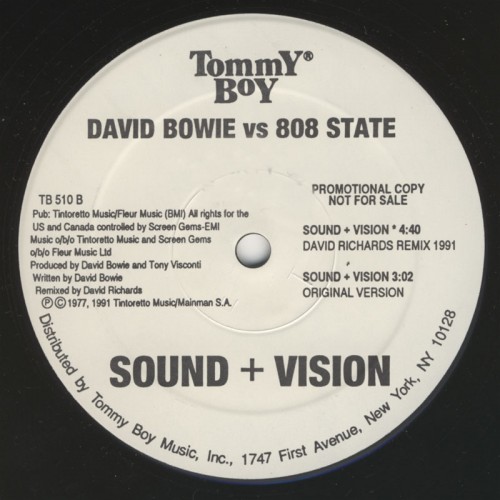 TommY®
BoY
DAVID BOWIE vs 808 STATE
TB 510 B
Pub: Tintoretto Music/Fleur Music (BMI) All rights for the
US and Canada controlled by Screen Gems-EMI
Music o/b/o Tintoretto Music and Screen Gems
o/b/o Fleur Music Ltd
Produced by David Bowie and Tony Visconti
Written by David Bowie
Remixed by David Richards
Ⓟ © 1977, 1991 Tintoretto Music/Mainman S.A.
PROMOTIONAL COPY
NOT FOR SALE
SOUND + VISION * 4:40
DAVID RICHARDS REMIX 1991
SOUND + VISION 3:02
ORIGINAL VERSION
SOUND + VISION
Distributed by Tommy Boy Music, Inc., 1747 First Avenue, New York, NY 10128